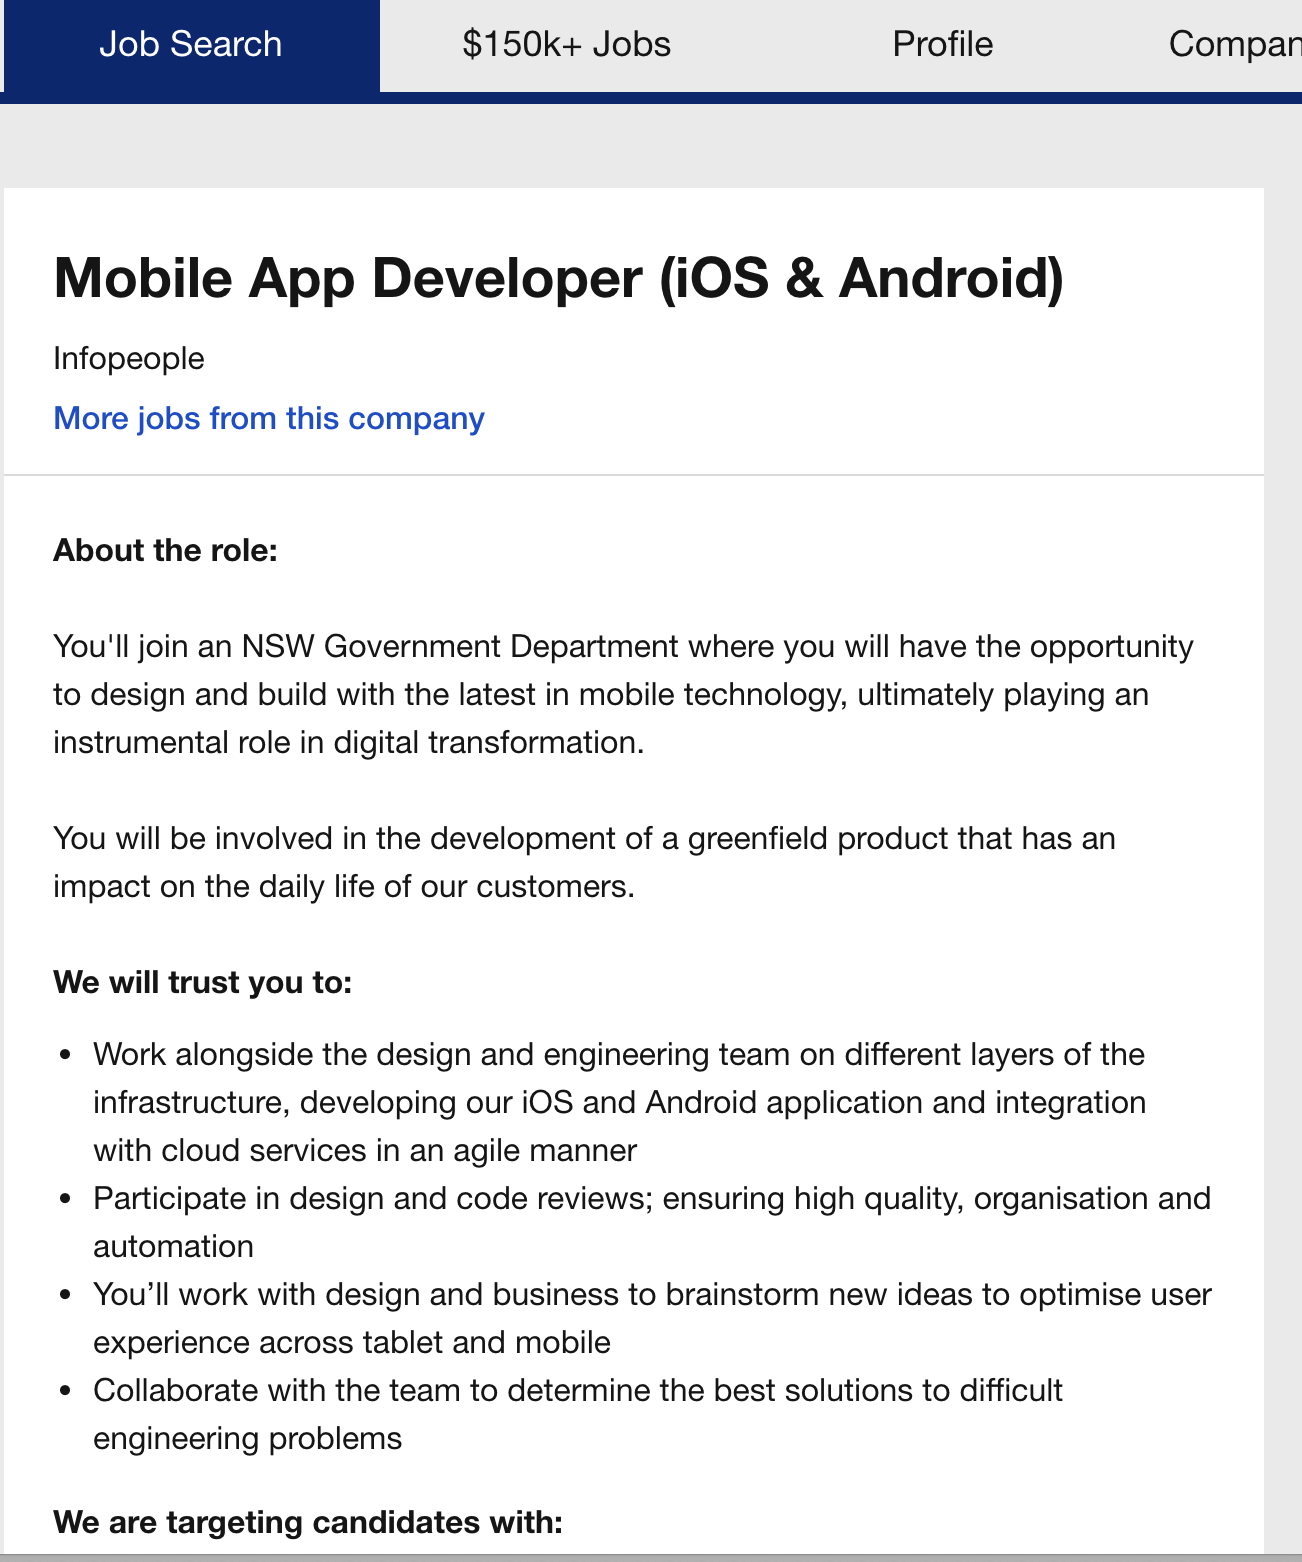 Job Search $150k+ Jobs Profile Compan
Mobile App Developer (iOS & Android)
Infopeople
More jobs from this company
About the role:
You'll join an NSW Government Department where you will have the opportunity
to design and build with the latest in mobile technology, ultimately playing an
instrumental role in digital transformation.
You will be involved in the development of a greenfield product that has an
impact on the daily life of our customers.
We will trust you to:
• Work alongside the design and engineering team on different layers of the
infrastructure, developing our iOS and Android application and integration
with cloud services in an agile manner
• Participate in design and code reviews; ensuring high quality, organisation and
automation
• You’ll work with design and business to brainstorm new ideas to optimise user
experience across tablet and mobile
• Collaborate with the team to determine the best solutions to difficult
engineering problems
We are targeting candidates with: